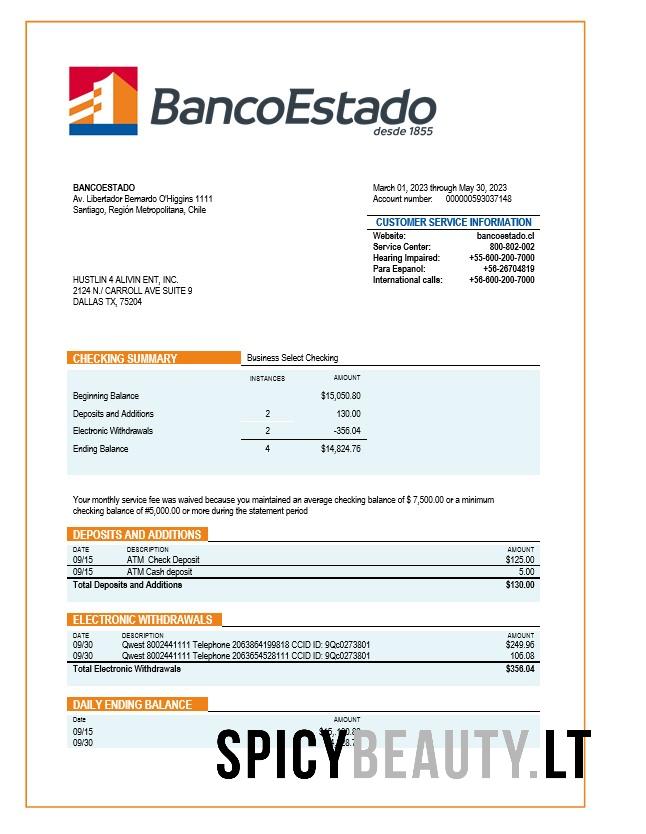 BancoEstado
desde 1855
BANCOESTADO
Av. Libertador Bernardo O'Higgins 1111
Santiago, Región Metropolitana, Chile
March 01, 2023 through May 30, 2023
Account number: 000000593037148
CUSTOMER SERVICE INFORMATION
Website: bancoestado.cl
Service Center: 800-802-002
Hearing Impaired: +55-600-200-7000
Para Espanol: +56-26704819
International calls: +56-600-200-7000
HUSTLIN 4 ALIVIN ENT, INC.
2124 N./ CARROLL AVE SUITE 9
DALLAS TX, 75204
CHECKING SUMMARY Business Select Checking
INSTANCES AMOUNT
Beginning Balance $15,050.80
Deposits and Additions 2 130.00
Electronic Withdrawals 2 -356.04
Ending Balance 4 $14,824.76
Your monthly service fee was waived because you maintained an average checking balance of $ 7,500.00 or a minimum
checking balance of #5,000.00 or more during the statement period
DEPOSITS AND ADDITIONS
DATE DESCRIPTION AMOUNT
09/15 ATM Check Deposit $125.00
09/15 ATM Cash deposit 5.00
Total Deposits and Additions $130.00
ELECTRONIC WITHDRAWALS
DATE DESCRIPTION AMOUNT
09/30 Qwest 8002441111 Telephone 2063864199818 CCID ID: 9Qc0273801 $249.96
09/30 Qwest 8002441111 Telephone 2063654528111 CCID ID: 9Qc0273801 106.08
Total Electronic Withdrawals $356.04
DAILY ENDING BALANCE
Date AMOUNT
09/15
09/30
SPICYBEAUTY.LT